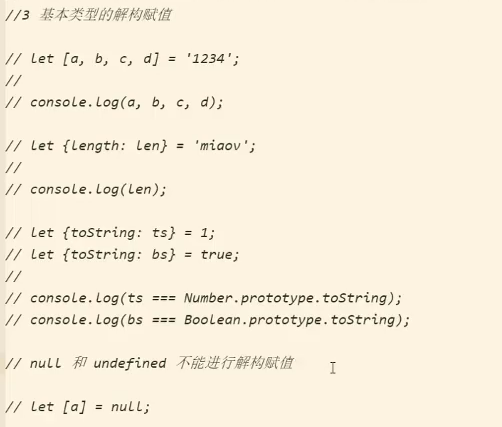 //3 基本类型的解构赋值
// let [a, b, c, d] = '1234';
//
// console.log(a, b, c, d);
// let {length: len} = 'miaov';
//
// console.log(len);
// let {toString: ts} = 1;
// let {toString: bs} = true;
//
// console.log(ts === Number.prototype.toString);
// console.log(bs === Boolean.prototype.toString);
// null 和 undefined 不能进行解构赋值
// let [a] = null;